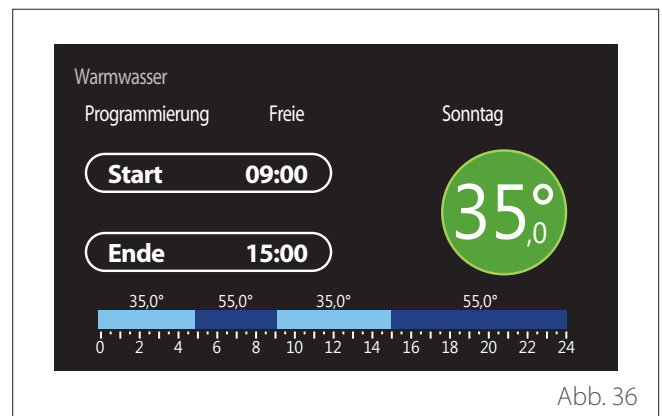 Warmwasser
Programmierung Freie Sonntag
Start 09:00
35,0°
Ende 15:00
35,0° 55,0° 35,0° 55,0°
0 2 4 6 8 10 12 14 16 18 20 22 24
Abb. 36